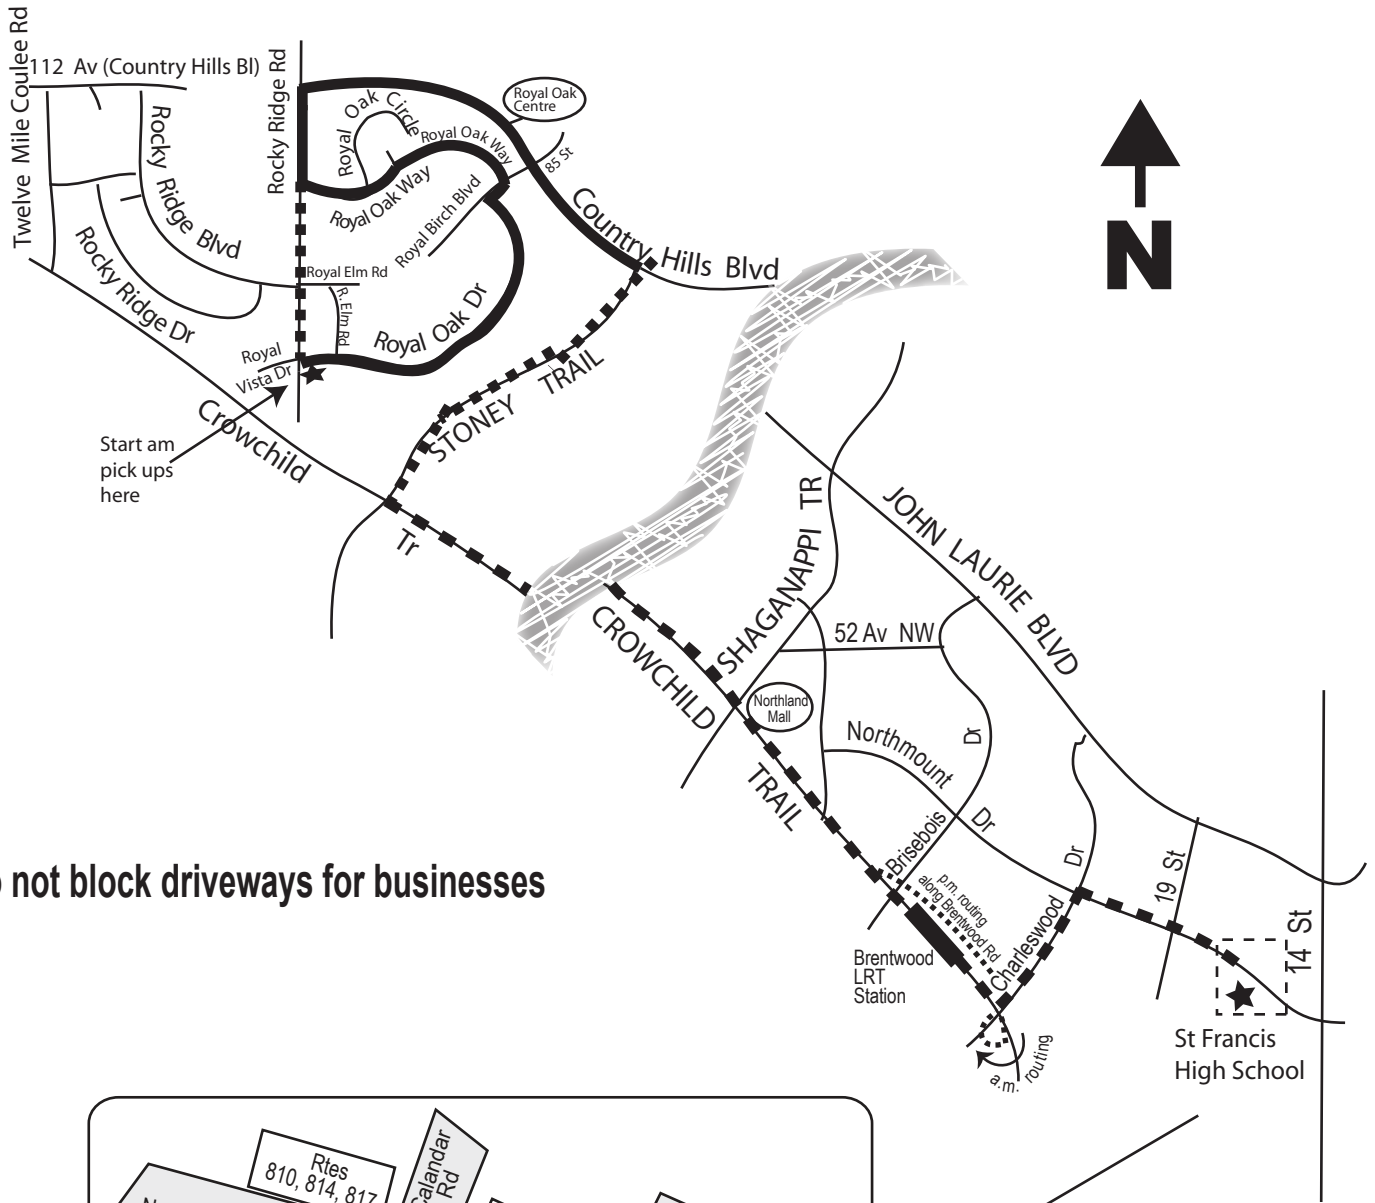 Twelve Mile Coulee Rd
112 Av (Country Hills Bl)
Rocky Ridge Blvd
Rocky Ridge Rd
Royal Oak Circle
Royal Oak
Centre
Royal Oak Way
85 St
Royal Oak Way
Royal Birch Blvd
Country Hills Blvd
N
Rocky Ridge Dr
Royal Elm Rd
R. Elm Rd
Royal Oak Dr
Royal
Vista Dr
STONEY TRAIL
Crowchild Tr
Start am
pick ups
here
SHAGANAPPI TR
JOHN LAURIE BLVD
52 Av NW
CROWCHILD TRAIL
Northland
Mall
Northmount Dr
Brisebois Dr
p.m. routing
along Brentwood Rd
Charleswood Dr
19 St
14 St
not block driveways for businesses
Brentwood
LRT
Station
a.m. routing
St Francis
High School
Rtes
810, 814, 817
Calandar
Rd